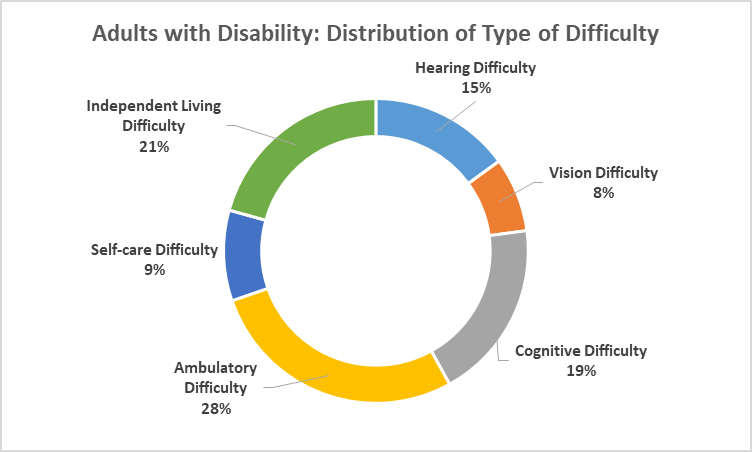 Adults with Disability: Distribution of Type of Difficulty
Hearing Difficulty
15%
Vision Difficulty
8%
Cognitive Difficulty
19%
Ambulatory
Difficulty
28%
Self-care Difficulty
9%
Independent Living
Difficulty
21%